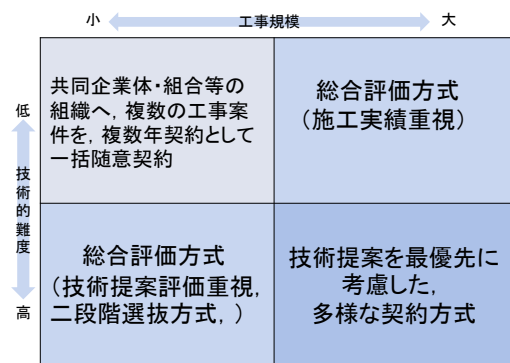 小 工事規模 大
低
技術的難度
高
共同企業体・組合等の
組織へ，複数の工事案
件を，複数年契約として
一括随意契約
総合評価方式
（施工実績重視）
総合評価方式
（技術提案評価重視，
二段階選抜方式，）
技術提案を最優先に
考慮した，
多様な契約方式